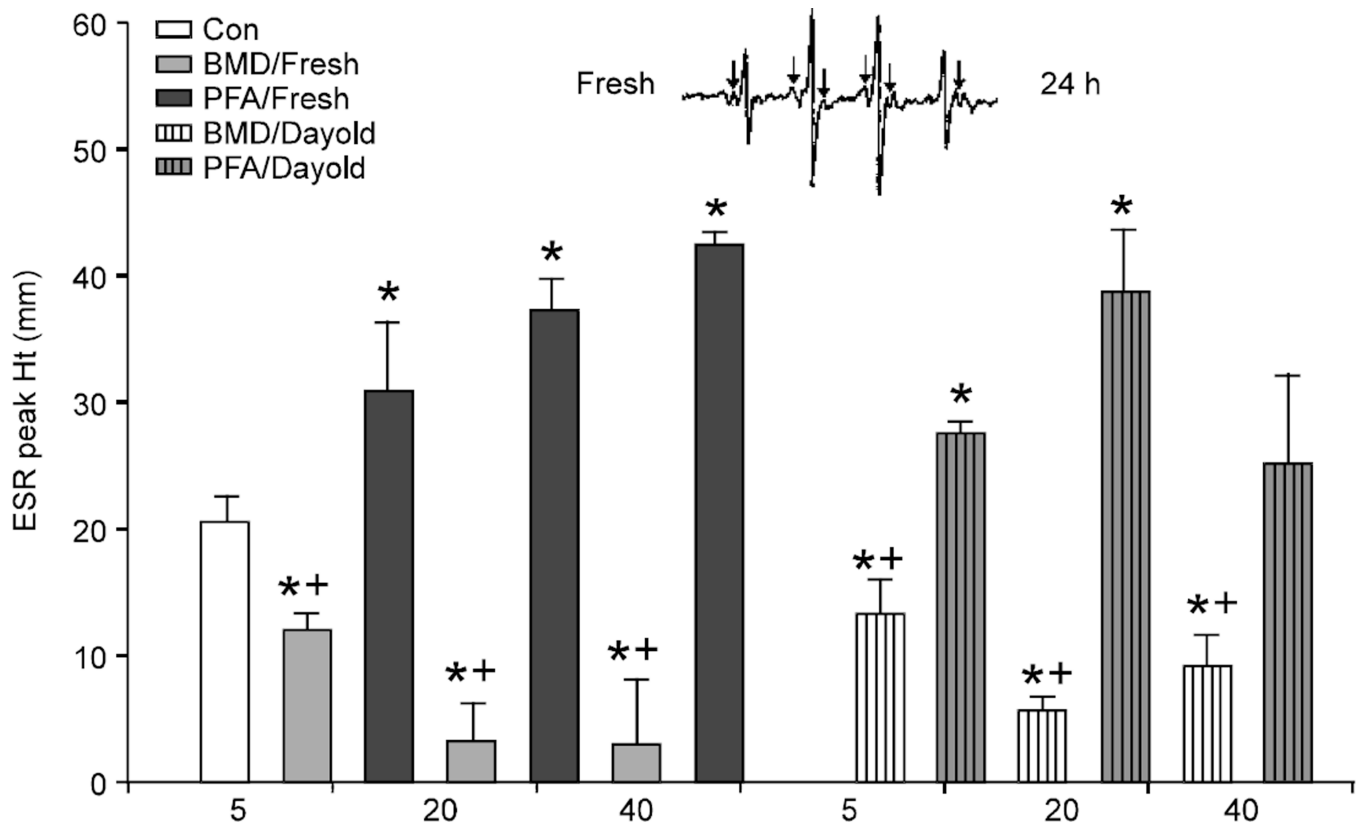 60
50
40
30
20
10
0
ESR peak Ht (mm)
Con
BMD/Fresh
PFA/Fresh
BMD/Dayold
PFA/Dayold
Fresh
24 h
*
*
*
*
*
*+
*+
*+
*+
*+
*+
5 20 40 5 20 40